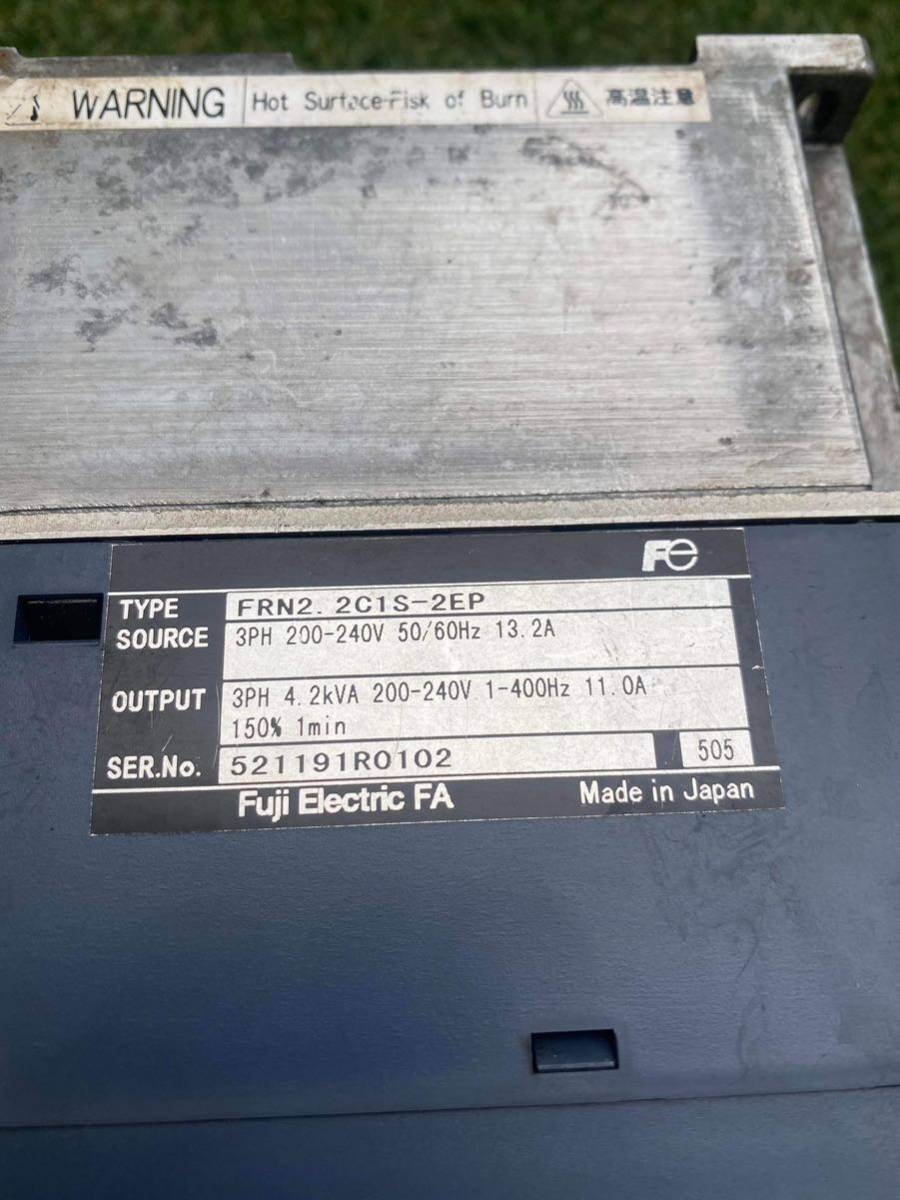 WARNING Hot Surface-Risk of Burn 高温注意
Fe
TYPE FRN2.2C1S-2EP
SOURCE 3PH 200-240V 50/60Hz 13.2A
OUTPUT 3PH 4.2kVA 200-240V 1-400Hz 11.0A
150% 1min
SER.No. 521191R0102 505
Fuji Electric FA Made in Japan